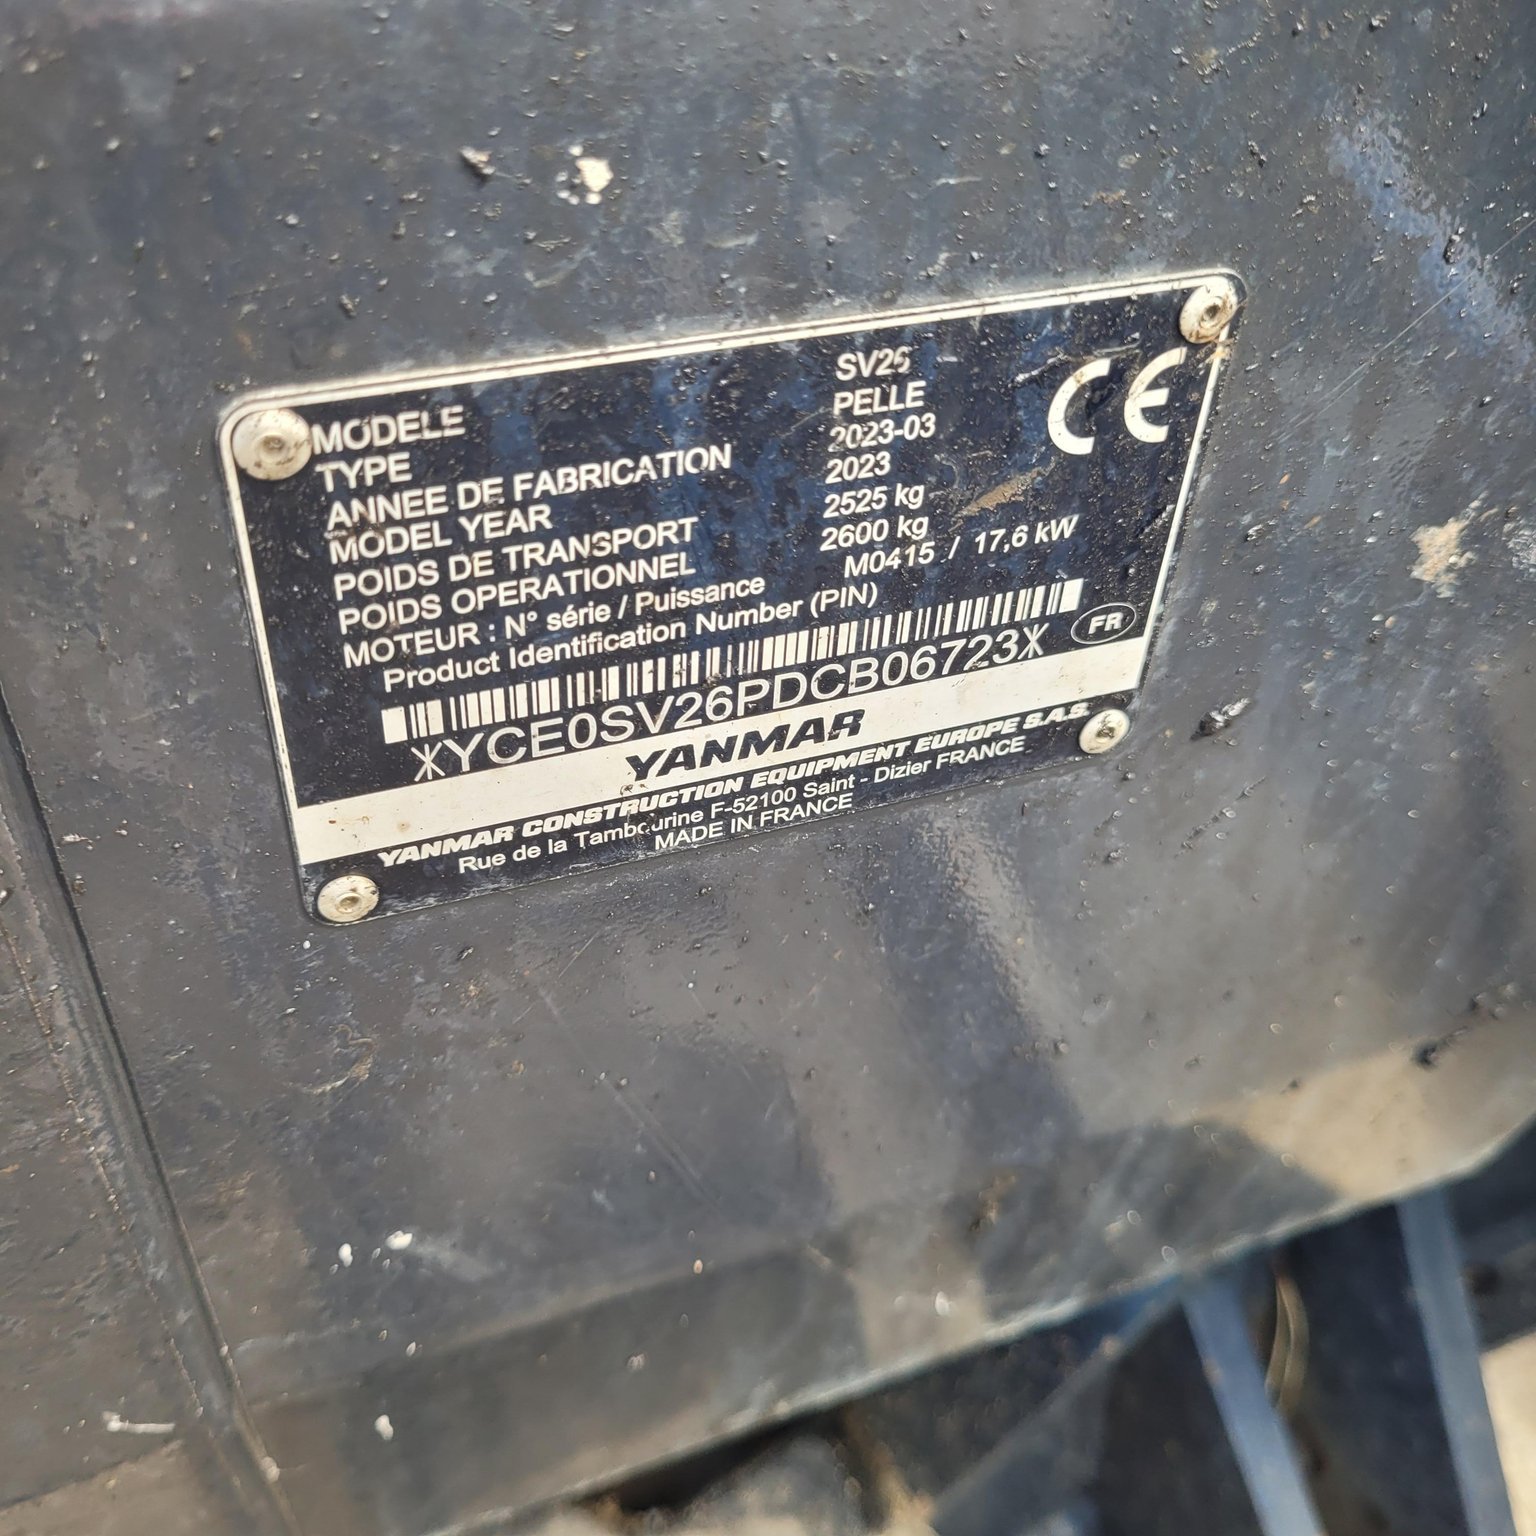 MODELE SV26
TYPE PELLE
ANNEE DE FABRICATION 2023-03
MODEL YEAR 2023
POIDS DE TRANSPORT 2525 kg
POIDS OPERATIONNEL 2600 kg
MOTEUR : N° série / Puissance M0415 / 17,6 kW
Product Identification Number (PIN)
CE
FR
*YCE0SV26PDCB06723*
YANMAR
YANMAR CONSTRUCTION EQUIPMENT EUROPE S.A.S.
Rue de la Tambourine F-52100 Saint - Dizier FRANCE
MADE IN FRANCE